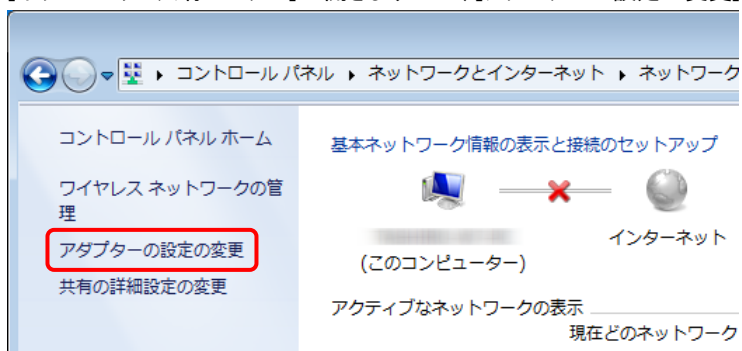 コントロール パネル ▸ ネットワークとインターネット ▸ ネットワーク
コントロール パネル ホーム
ワイヤレス ネットワークの管
理
アダプターの設定の変更
共有の詳細設定の変更
基本ネットワーク情報の表示と接続のセットアップ
(このコンピューター)
インターネット
アクティブなネットワークの表示
現在どのネットワーク